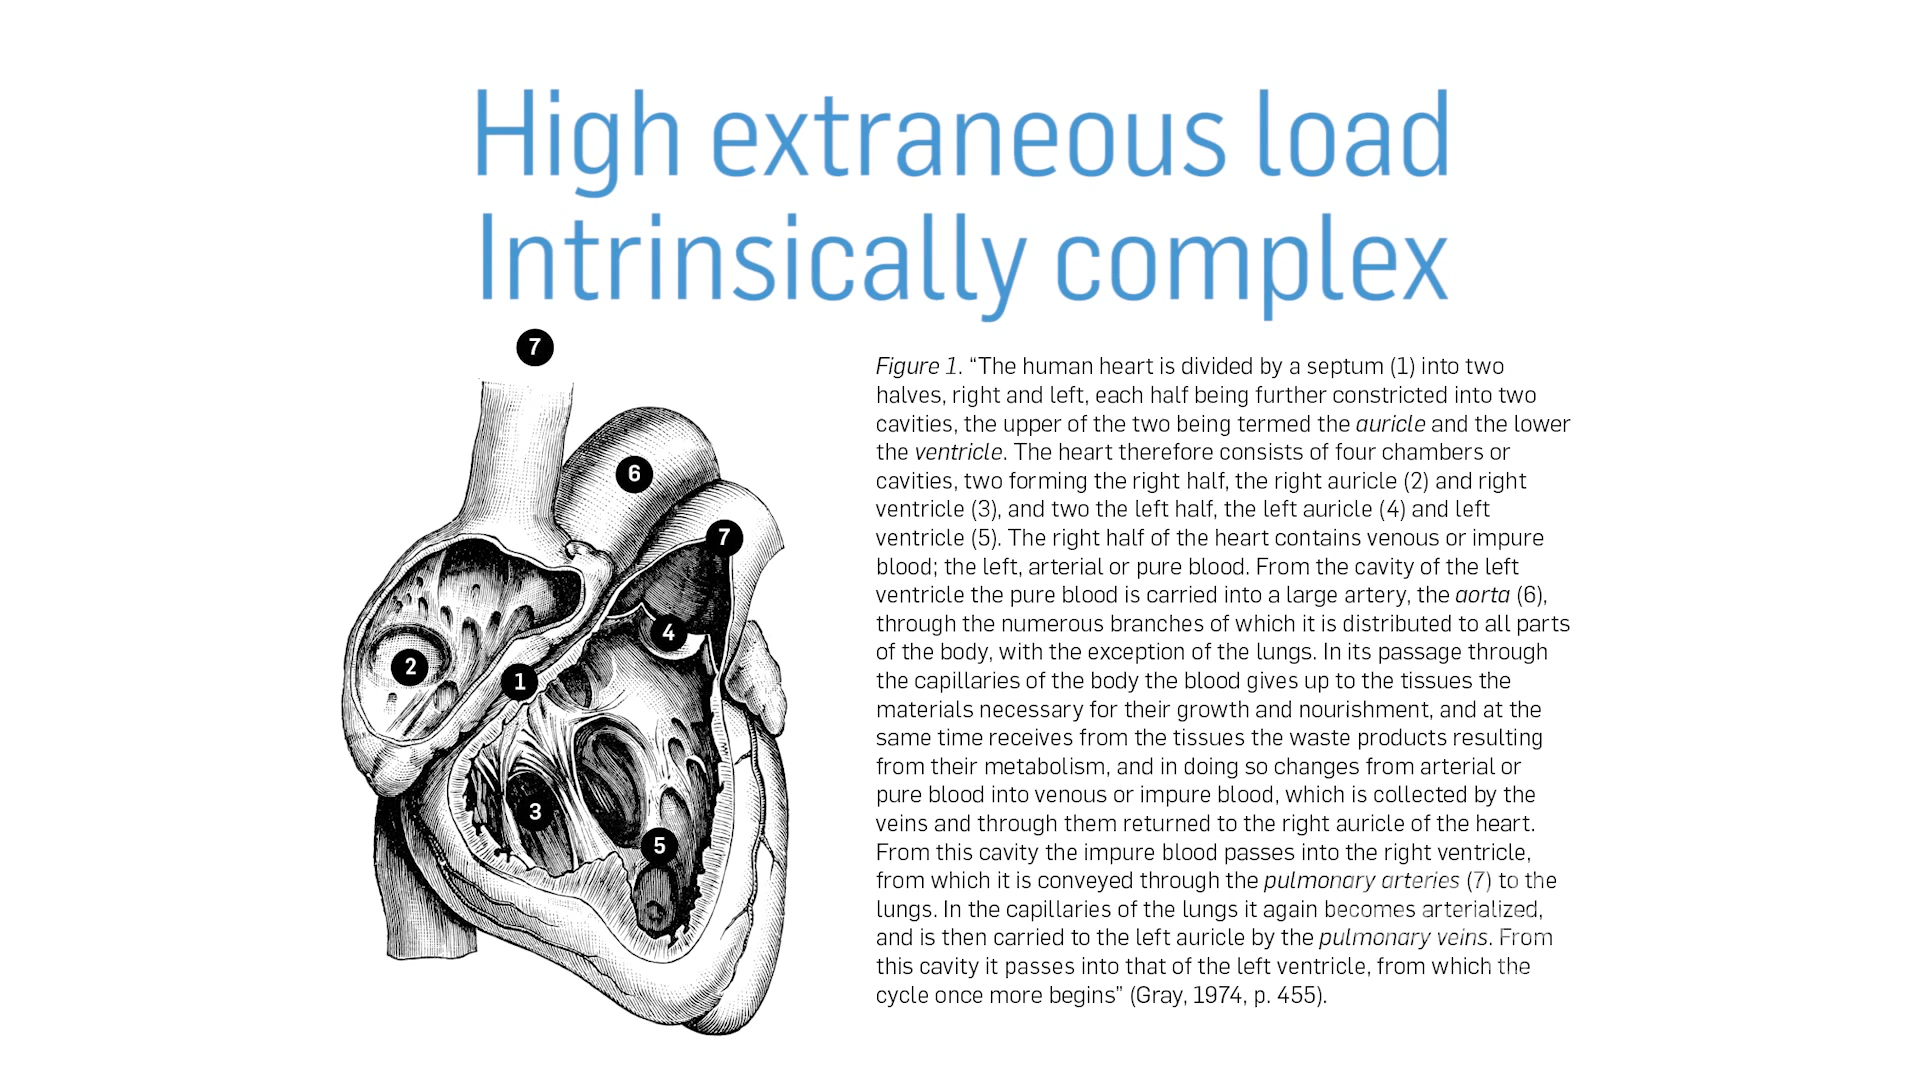 High extraneous load
Intrinsically complex
7
6
7
4
2
1
3
5
Figure 1. “The human heart is divided by a septum (1) into two
halves, right and left, each half being further constricted into two
cavities, the upper of the two being termed the auricle and the lower
the ventricle. The heart therefore consists of four chambers or
cavities, two forming the right half, the right auricle (2) and right
ventricle (3), and two the left half, the left auricle (4) and left
ventricle (5). The right half of the heart contains venous or impure
blood; the left, arterial or pure blood. From the cavity of the left
ventricle the pure blood is carried into a large artery, the aorta (6),
through the numerous branches of which it is distributed to all parts
of the body, with the exception of the lungs. In its passage through
the capillaries of the body the blood gives up to the tissues the
materials necessary for their growth and nourishment, and at the
same time receives from the tissues the waste products resulting
from their metabolism, and in doing so changes from arterial or
pure blood into venous or impure blood, which is collected by the
veins and through them returned to the right auricle of the heart.
From this cavity the impure blood passes into the right ventricle,
from which it is conveyed through the pulmonary arteries (7) to the
lungs. In the capillaries of the lungs it again becomes arterialized,
and is then carried to the left auricle by the pulmonary veins. From
this cavity it passes into that of the left ventricle, from which the
cycle once more begins” (Gray, 1974, p. 455).